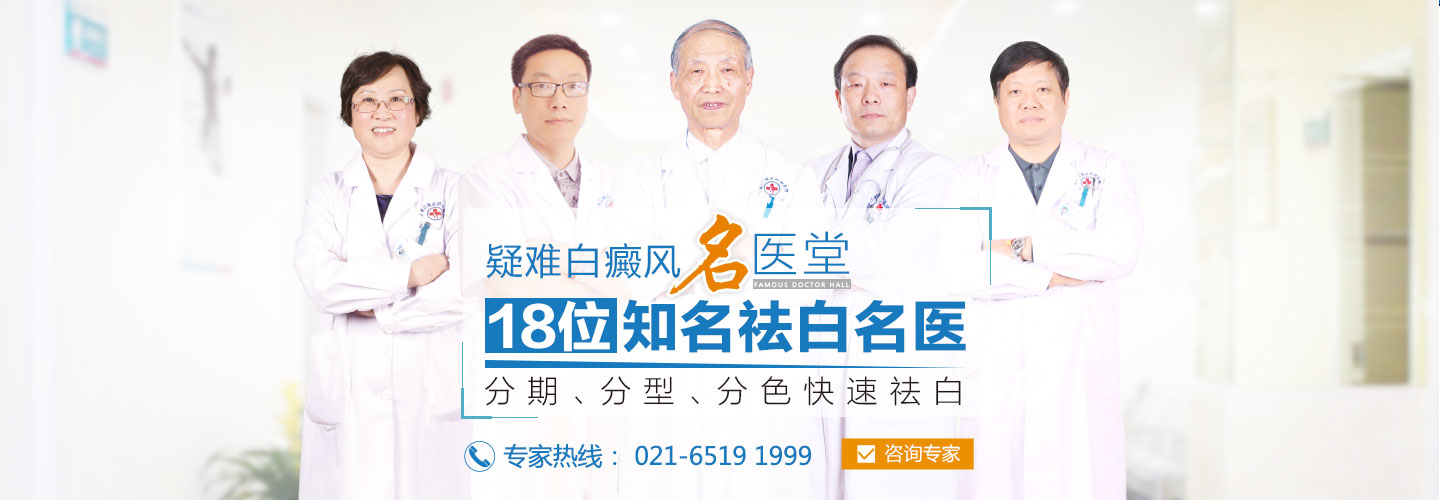 疑难白癜风名医堂
FAMOUS DOCTOR HALL
18位知名祛白名医
分期、分型、分色快速祛白
专家热线： 021-6519 1999
咨询专家